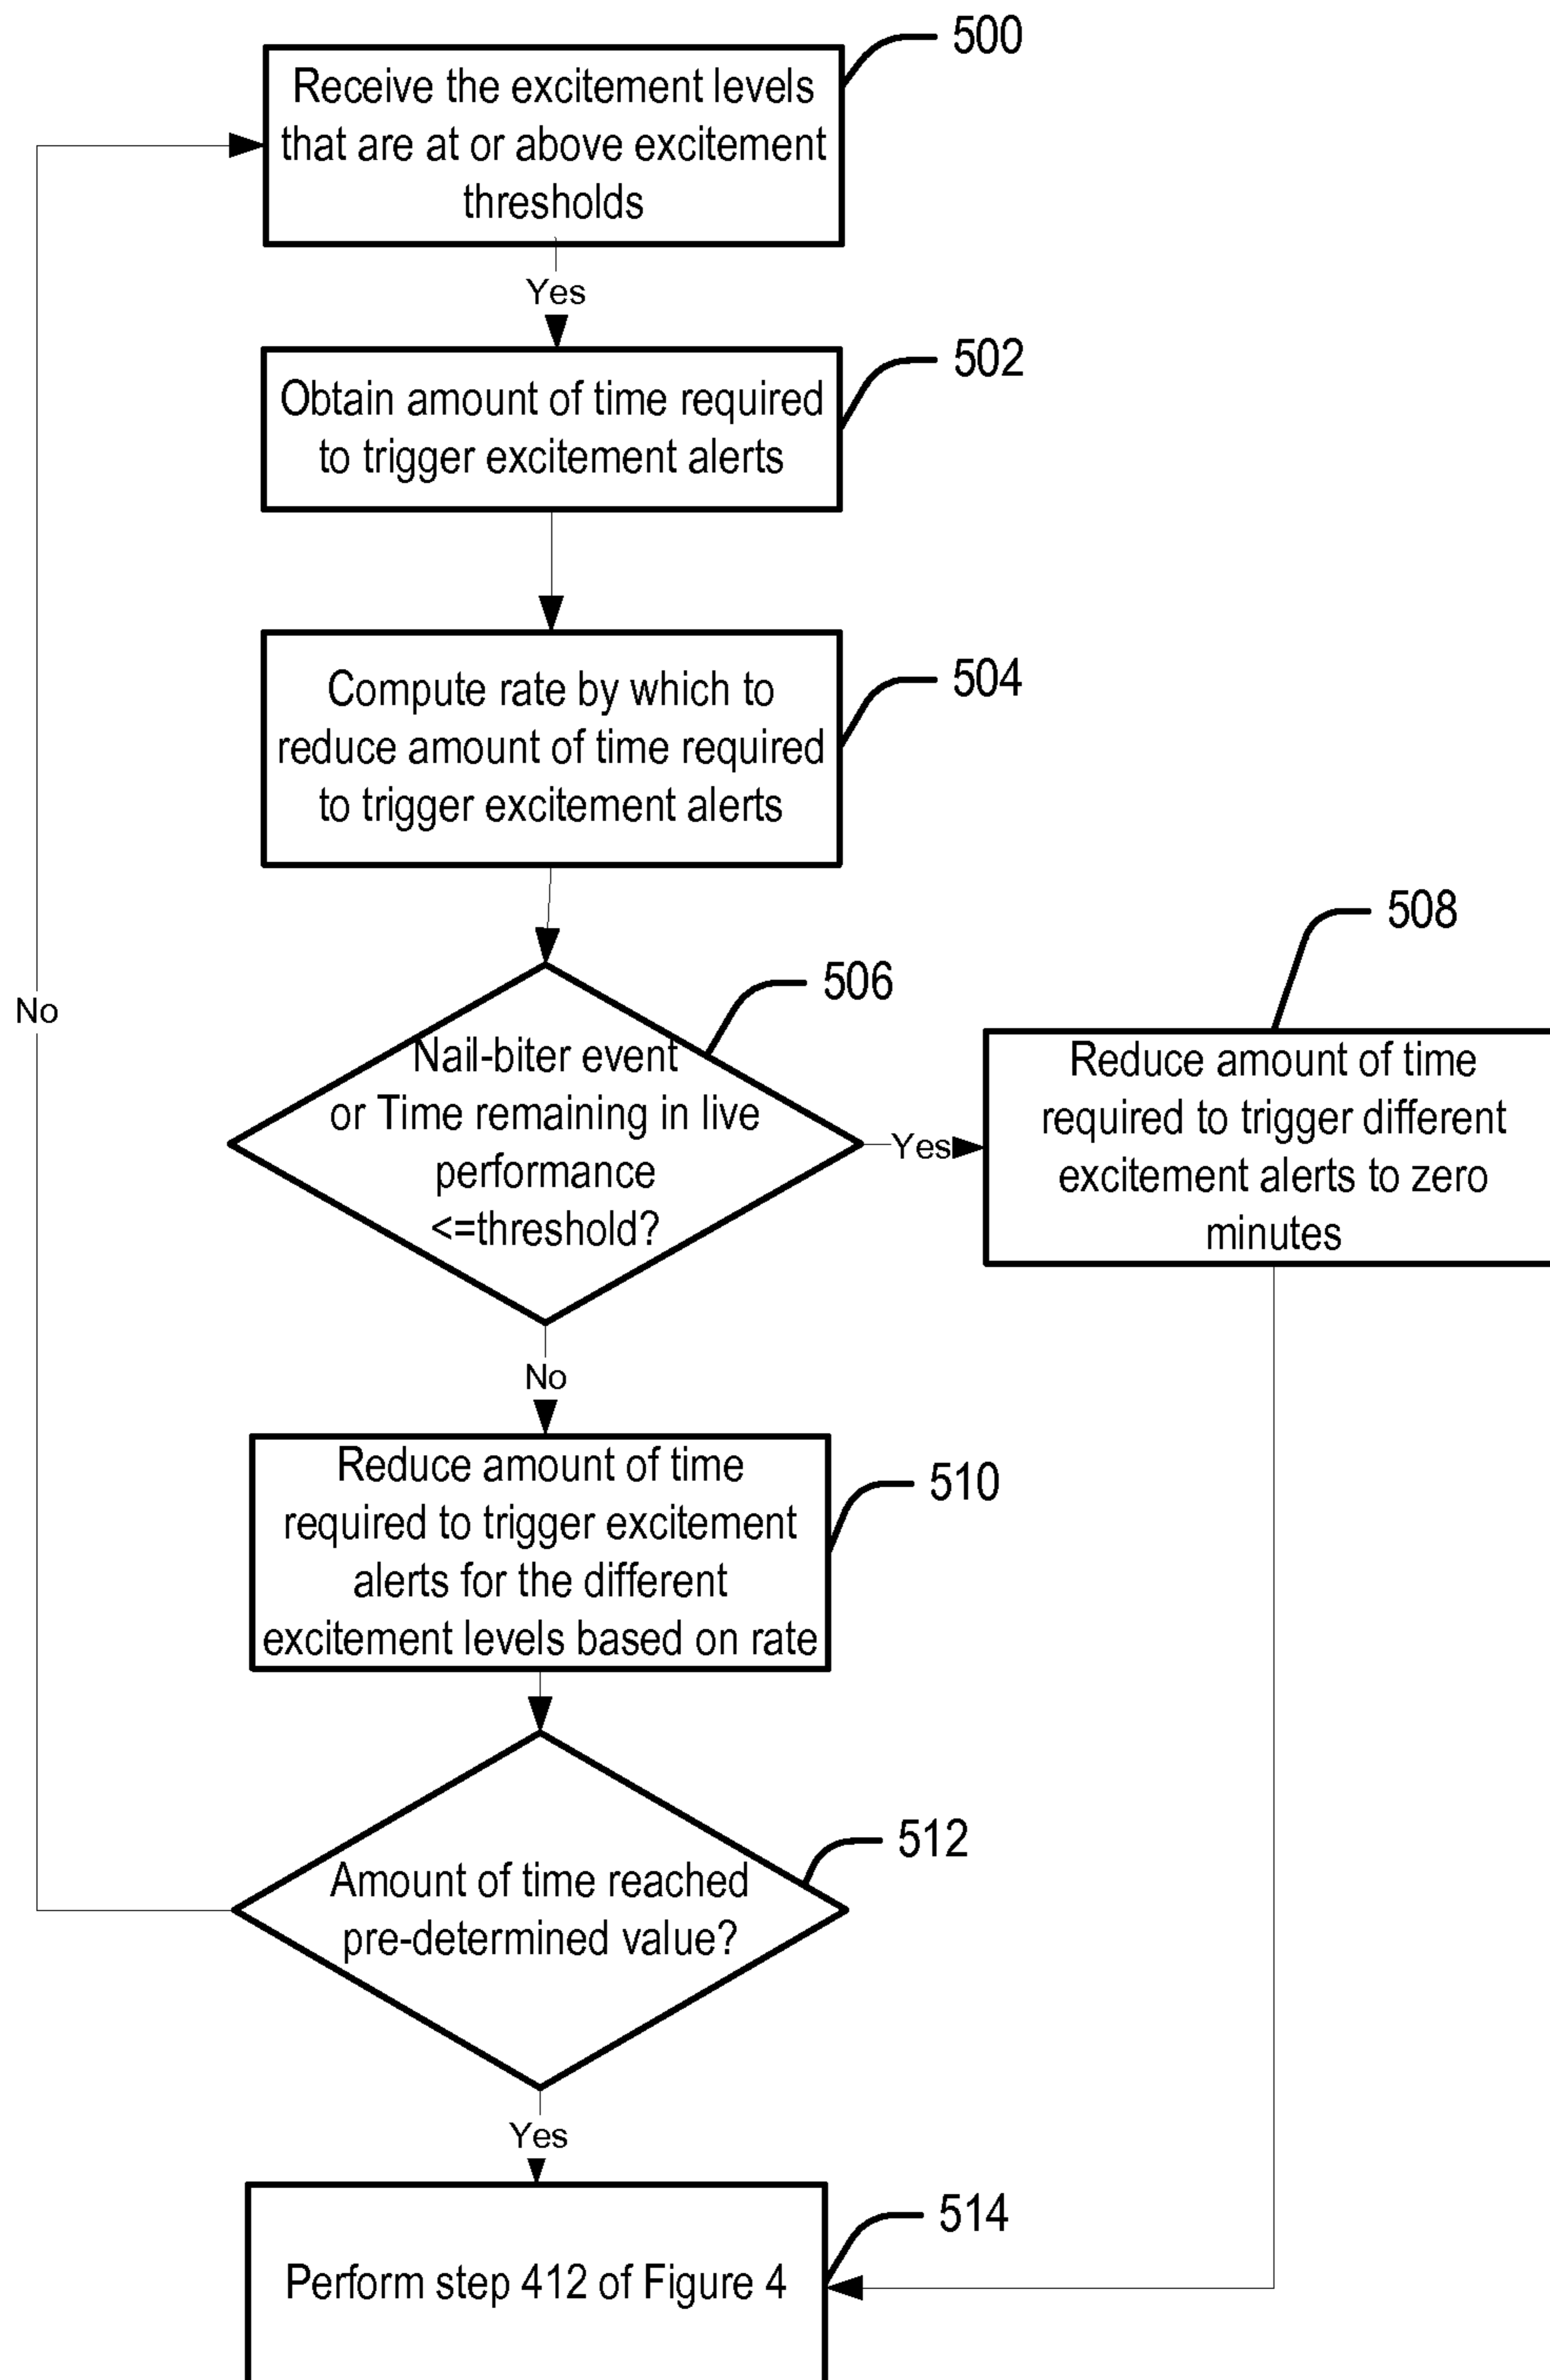 500
Receive the excitement levels
that are at or above excitement
thresholds
Yes
502
Obtain amount of time required
to trigger excitement alerts
504
Compute rate by which to
reduce amount of time required
to trigger excitement alerts
506
Nail-biter event
or Time remaining in live
performance
<=threshold?
Yes
508
Reduce amount of time
required to trigger different
excitement alerts to zero
minutes
No
No
510
Reduce amount of time
required to trigger excitement
alerts for the different
excitement levels based on rate
512
Amount of time reached
pre-determined value?
Yes
514
Perform step 412 of Figure 4